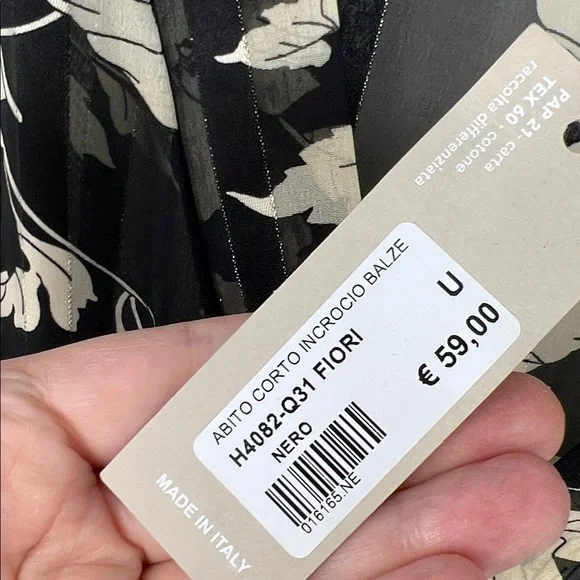 PAP 21 - carta
TEX 60 - cotone
raccolta differenziata
ABITO CORTO INCROCIO BALZE
H4082-Q31 FIORI
U
NERO
€ 59,00
016165.NE
MADE IN ITALY